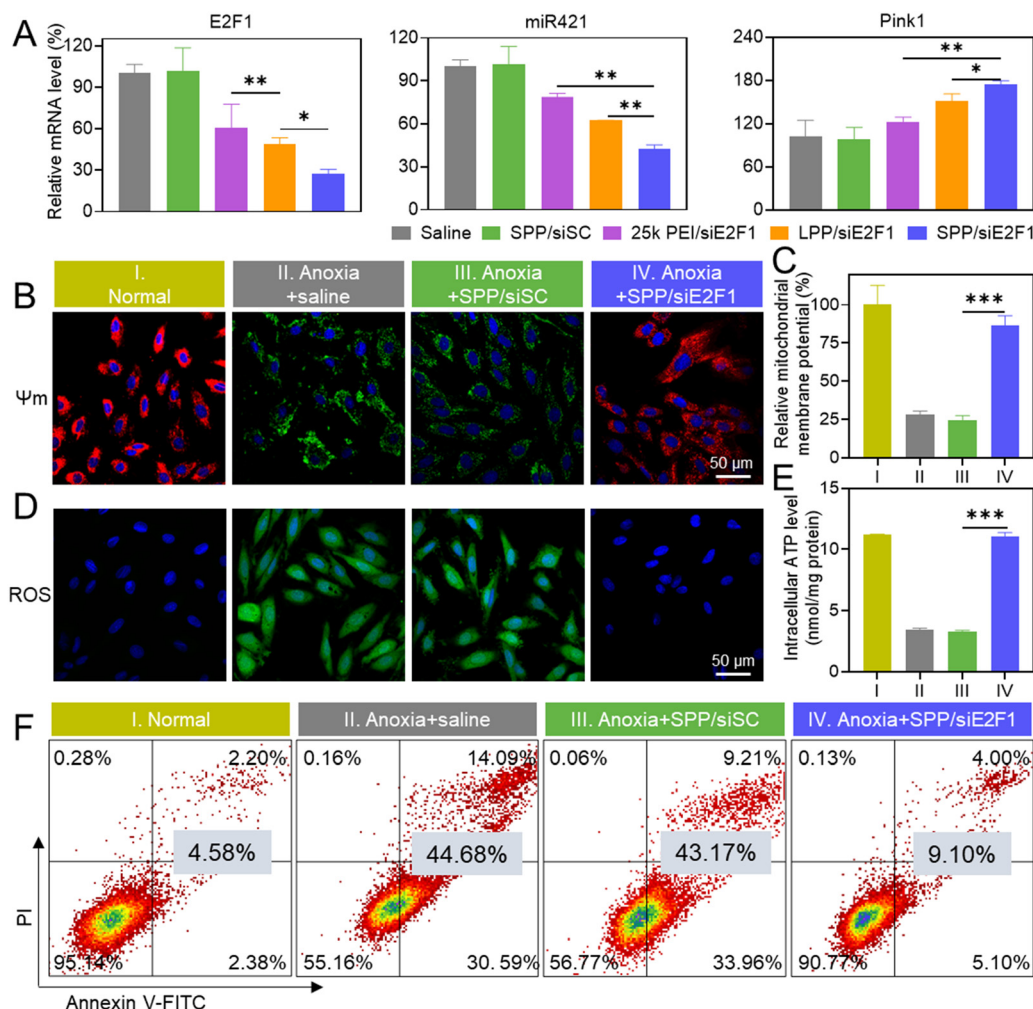 A
E2F1
Relative mRNA level (%)
120
90
60
30
0
**
*
miR421
120
90
60
30
0
**
**
Pink1
240
180
120
60
0
**
*
Saline SPP/siSC 25k PEI/siE2F1 LPP/siE2F1 SPP/siE2F1
B
I.
Normal
II. Anoxia
+saline
III. Anoxia
+SPP/siSC
IV. Anoxia
+SPP/siE2F1
Ψm
50 μm
C
Relative mitochondrial
membrane potential (%)
100
75
50
25
0
***
I II III IV
D
ROS
50 μm
E
Intracellular ATP level
(nmol/mg protein)
15
10
5
0
***
I II III IV
F
I. Normal
II. Anoxia+saline
III. Anoxia+SPP/siSC
IV. Anoxia+SPP/siE2F1
0.28% 2.20%
4.58%
95.14% 2.38%
0.16% 14.09%
44.68%
55.16% 30.59%
0.06% 9.21%
43.17%
56.77% 33.96%
0.13% 4.00%
9.10%
90.77% 5.10%
PI
Annexin V-FITC